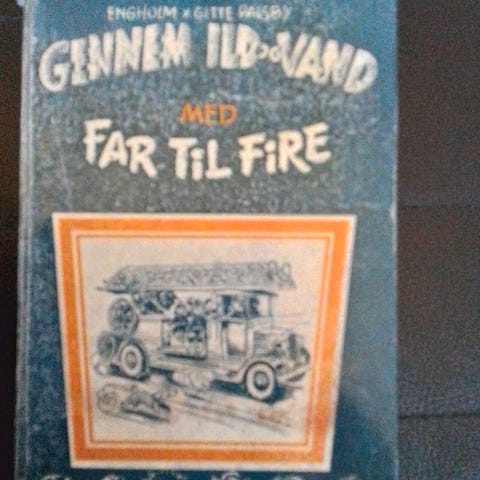 ENGHOLM & GITTE PALSBY
GENNEM ILD OG VAND
MED
FAR TIL FIRE